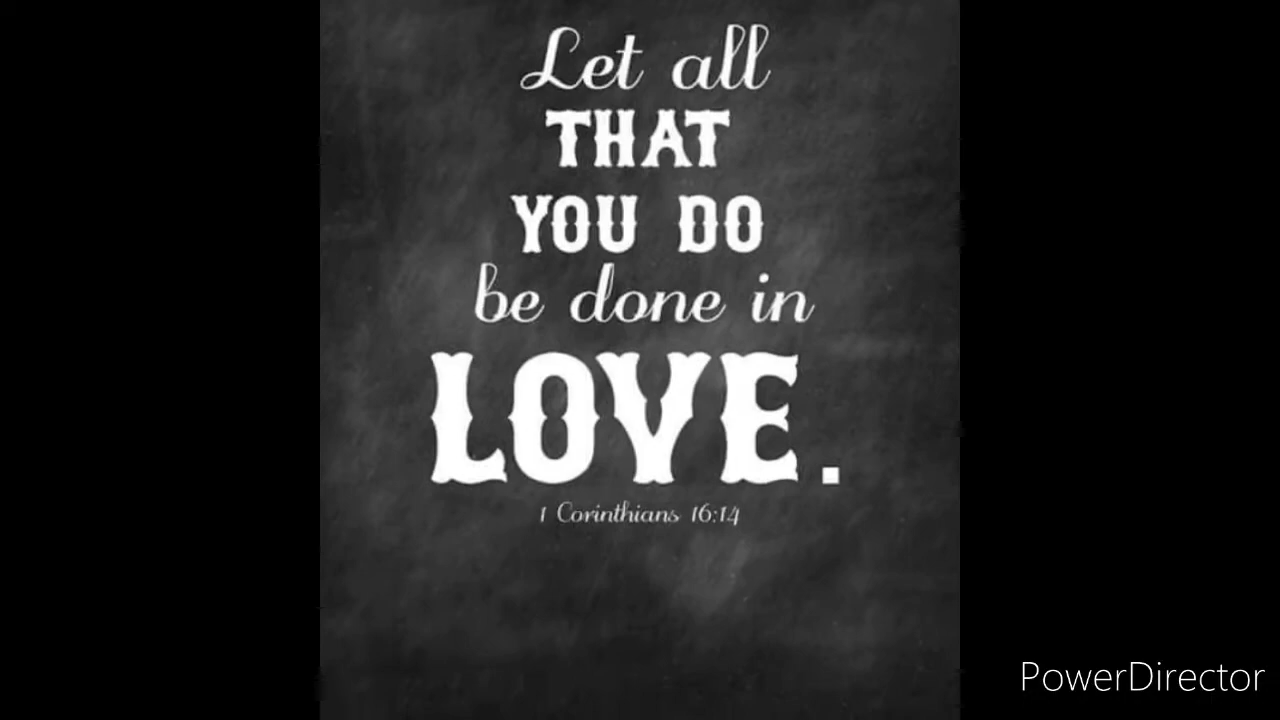 Let all
THAT
YOU DO
be done in
LOVE.
1 Corinthians 16:14
PowerDirector